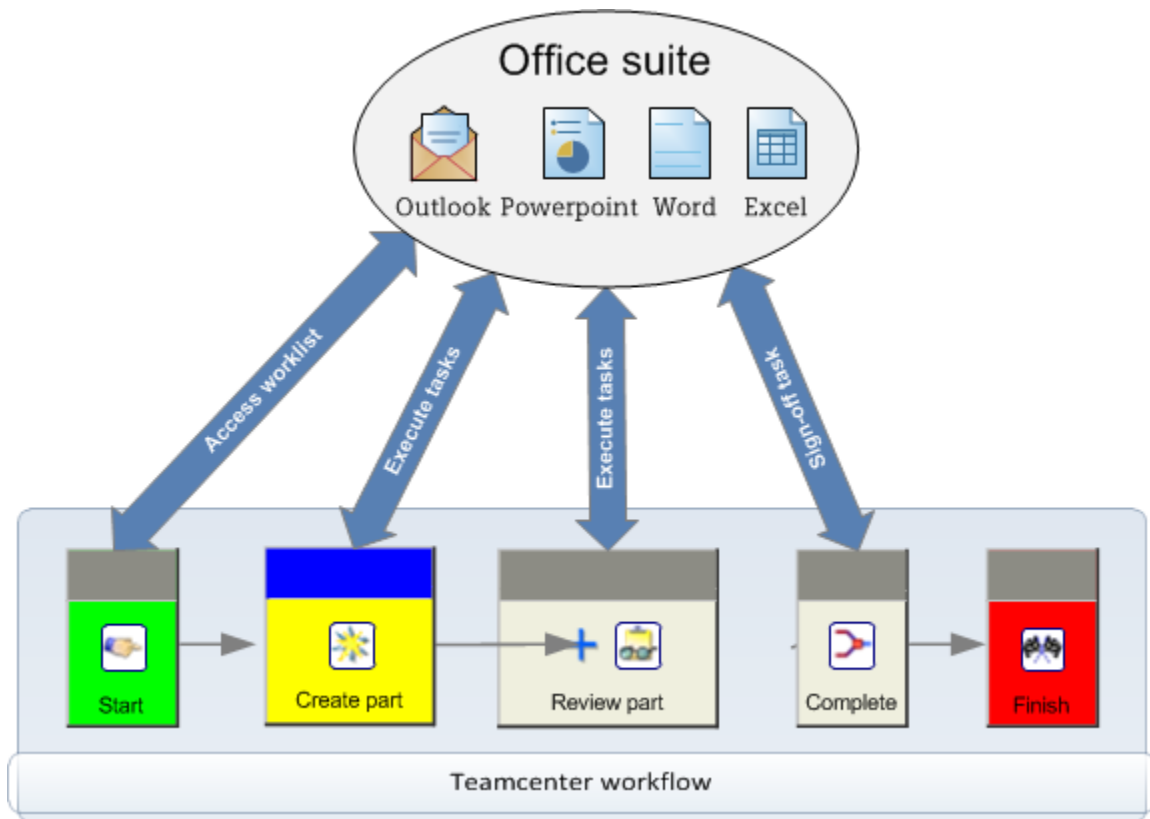 Office suite
Outlook Powerpoint Word Excel
Access worklist
Execute tasks
Execute tasks
Sign-off task
Start
Create part
Review part
Complete
Finish
Teamcenter workflow